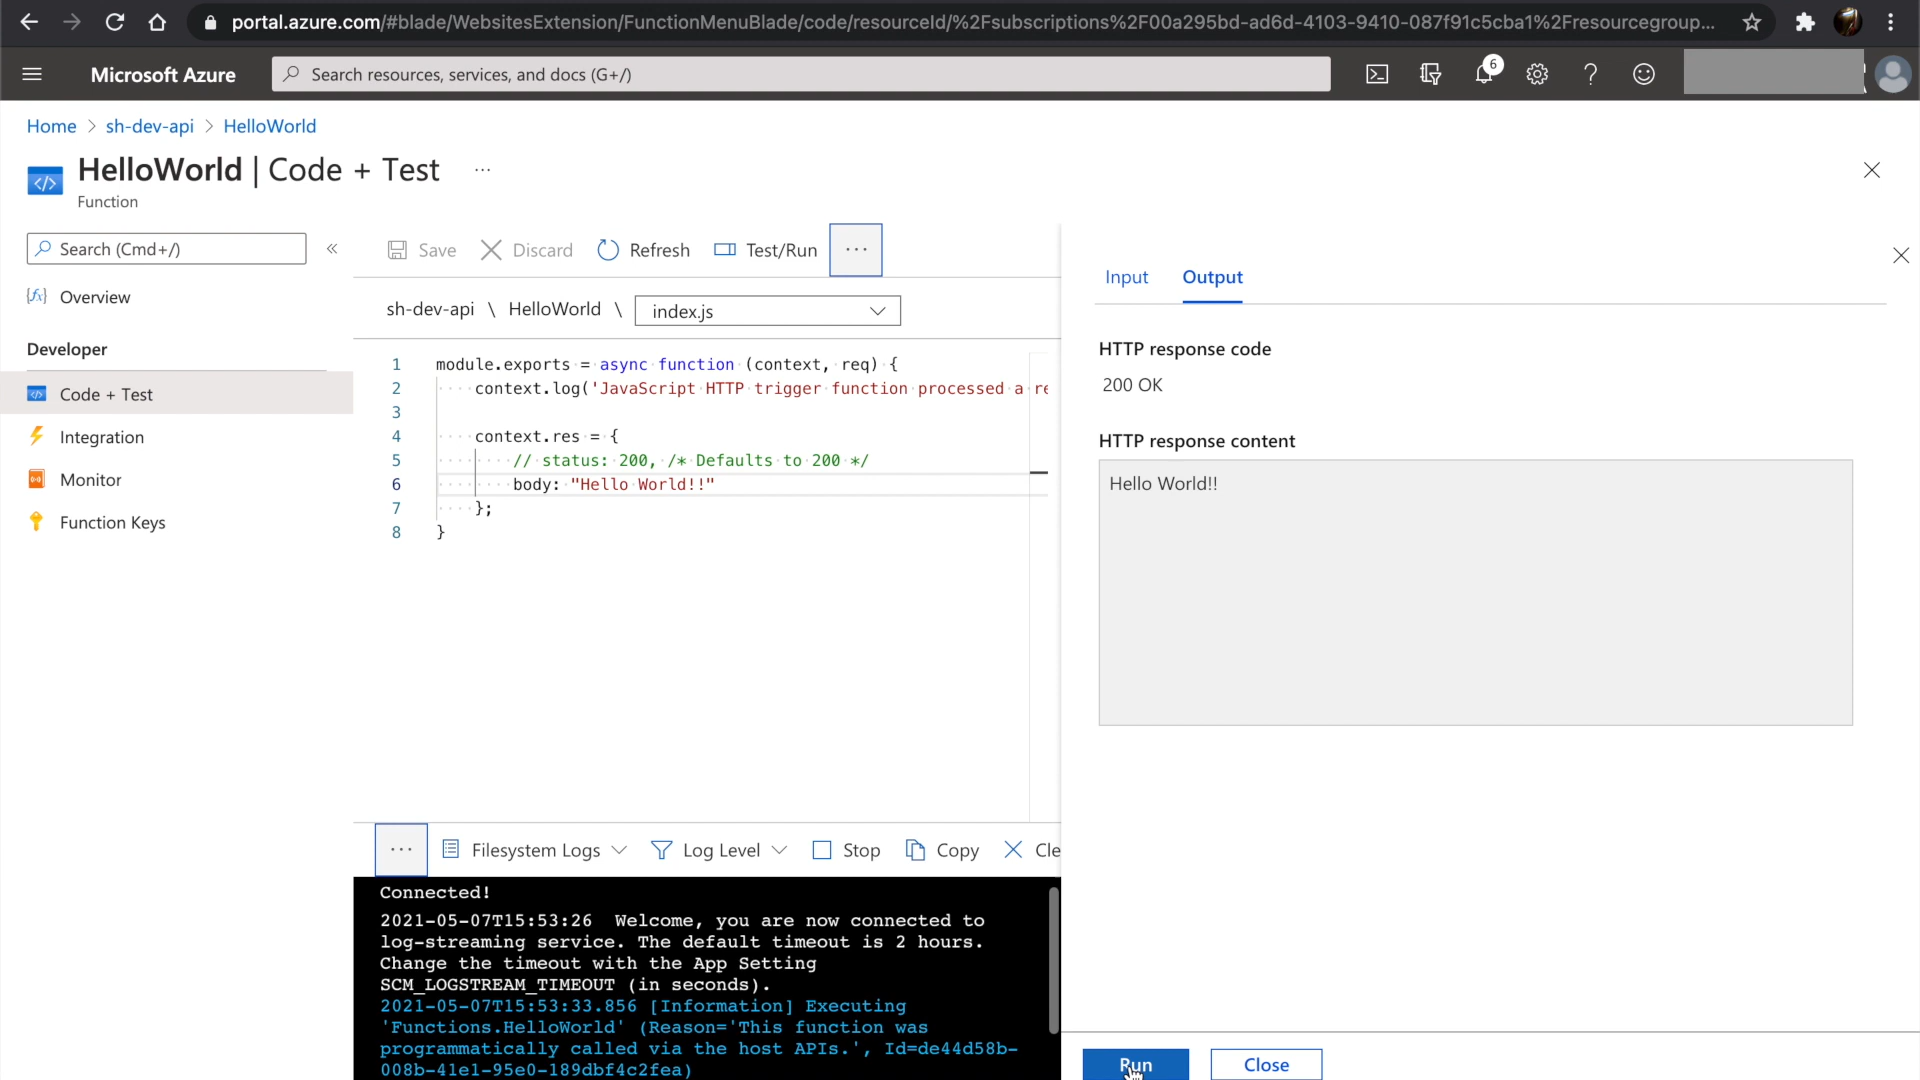 portal.azure.com/#blade/WebsitesExtension/FunctionMenuBlade/code/resourceId/%2Fsubscriptions%2F00a295bd-ad6d-4103-9410-087f91c5cba1%2Fresourcegroup...
Microsoft Azure
Search resources, services, and docs (G+/)
6
Home > sh-dev-api > HelloWorld
HelloWorld | Code + Test ...
Function
Search (Cmd+/)
«
Overview
Developer
Code + Test
Integration
Monitor
Function Keys
Save Discard Refresh Test/Run ...
sh-dev-api \ HelloWorld \ index.js
1 module.exports = async function (context, req) {
2 context.log('JavaScript HTTP trigger function processed a re
3
4 context.res = {
5 // status: 200, /* Defaults to 200 */
6 body: "Hello World!!"
7 };
8 }
... Filesystem Logs Log Level Stop Copy Cle
Connected!
2021-05-07T15:53:26 Welcome, you are now connected to
log-streaming service. The default timeout is 2 hours.
Change the timeout with the App Setting
SCM_LOGSTREAM_TIMEOUT (in seconds).
2021-05-07T15:53:33.856 [Information] Executing
'Functions.HelloWorld' (Reason='This function was
programmatically called via the host APIs.', Id=de44d58b-
008b-41e1-95e0-189dbf4c2fea)
Input Output
HTTP response code
200 OK
HTTP response content
Hello World!!
Run Close